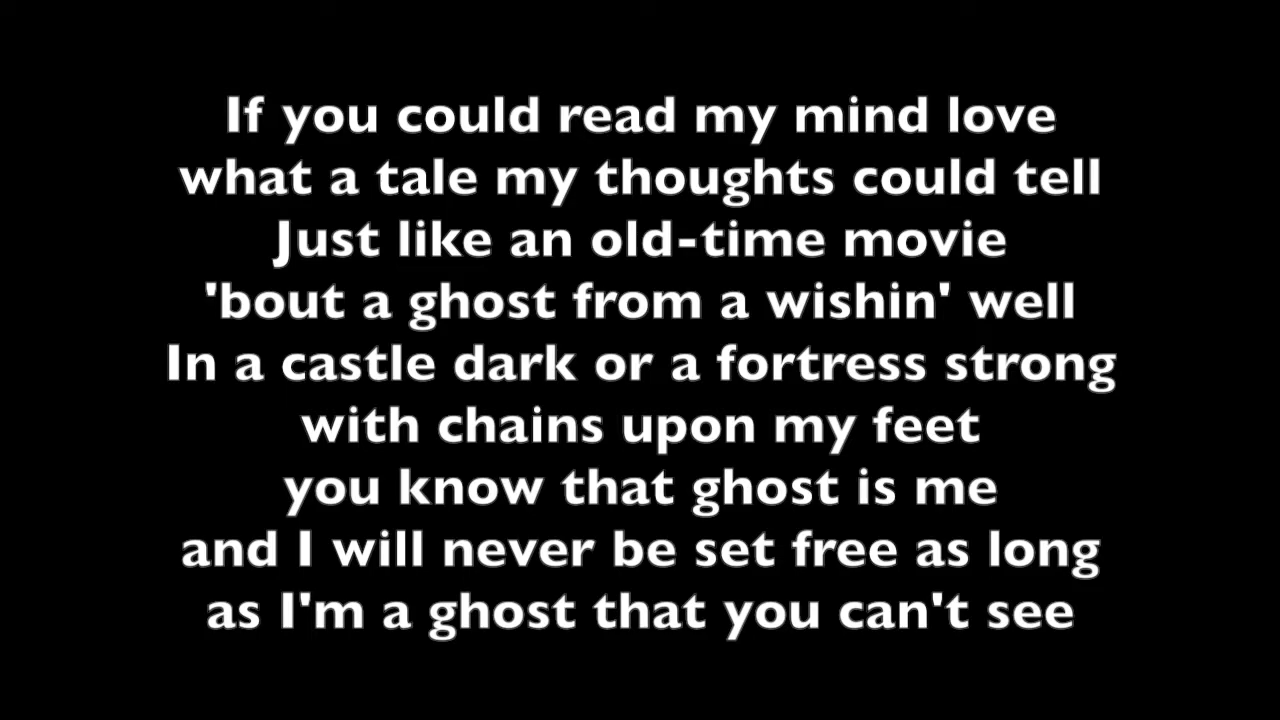 If you could read my mind love
what a tale my thoughts could tell
Just like an old-time movie
'bout a ghost from a wishin' well
In a castle dark or a fortress strong
with chains upon my feet
you know that ghost is me
and I will never be set free as long
as I'm a ghost that you can't see